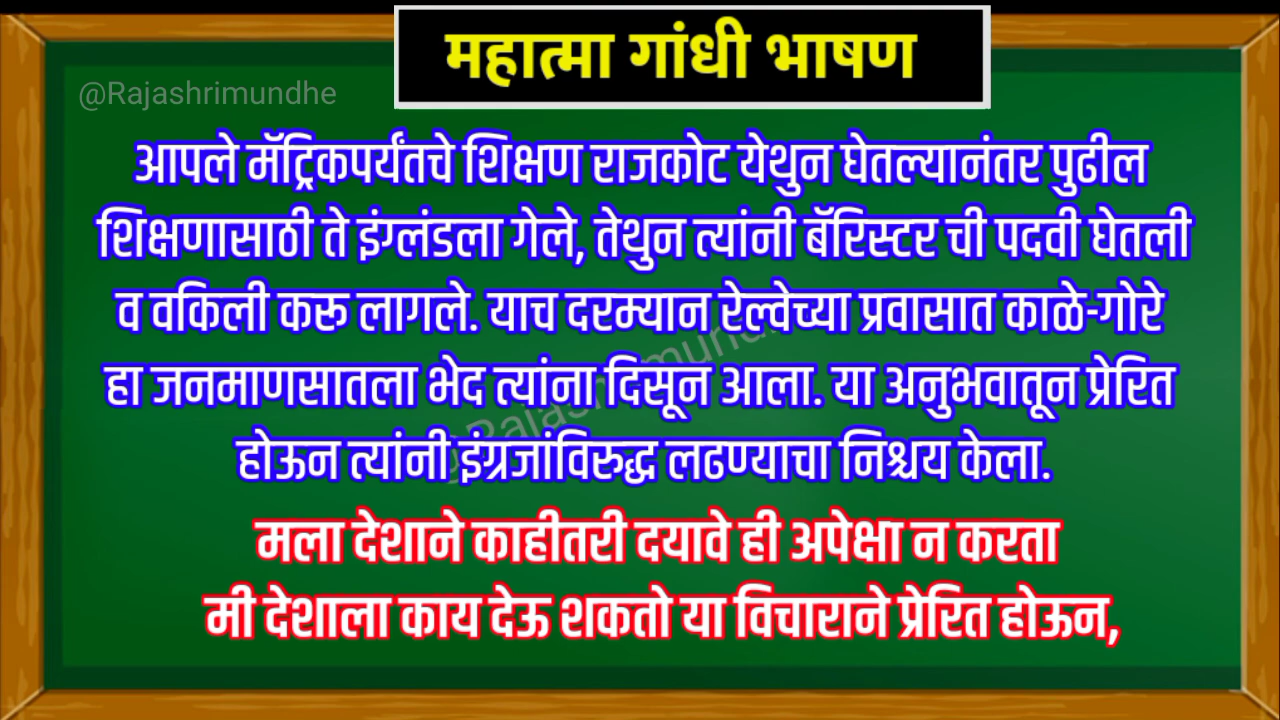 महात्मा गांधी भाषण
@Rajashrimundhe
आपले मॅट्रिकपर्यंतचे शिक्षण राजकोट येथुन घेतल्यानंतर पुढील
शिक्षणासाठी ते इंग्लंडला गेले, तेथुन त्यांनी बॅरिस्टर ची पदवी घेतली
व वकिली करू लागले. याच दरम्यान रेल्वेच्या प्रवासात काळे-गोरे
हा जनमाणसातला भेद त्यांना दिसून आला. या अनुभवातून प्रेरित
होऊन त्यांनी इंग्रजांविरुद्ध लढण्याचा निश्चय केला.
मला देशाने काहीतरी दयावे ही अपेक्षा न करता
मी देशाला काय देऊ शकतो या विचाराने प्रेरित होऊन,